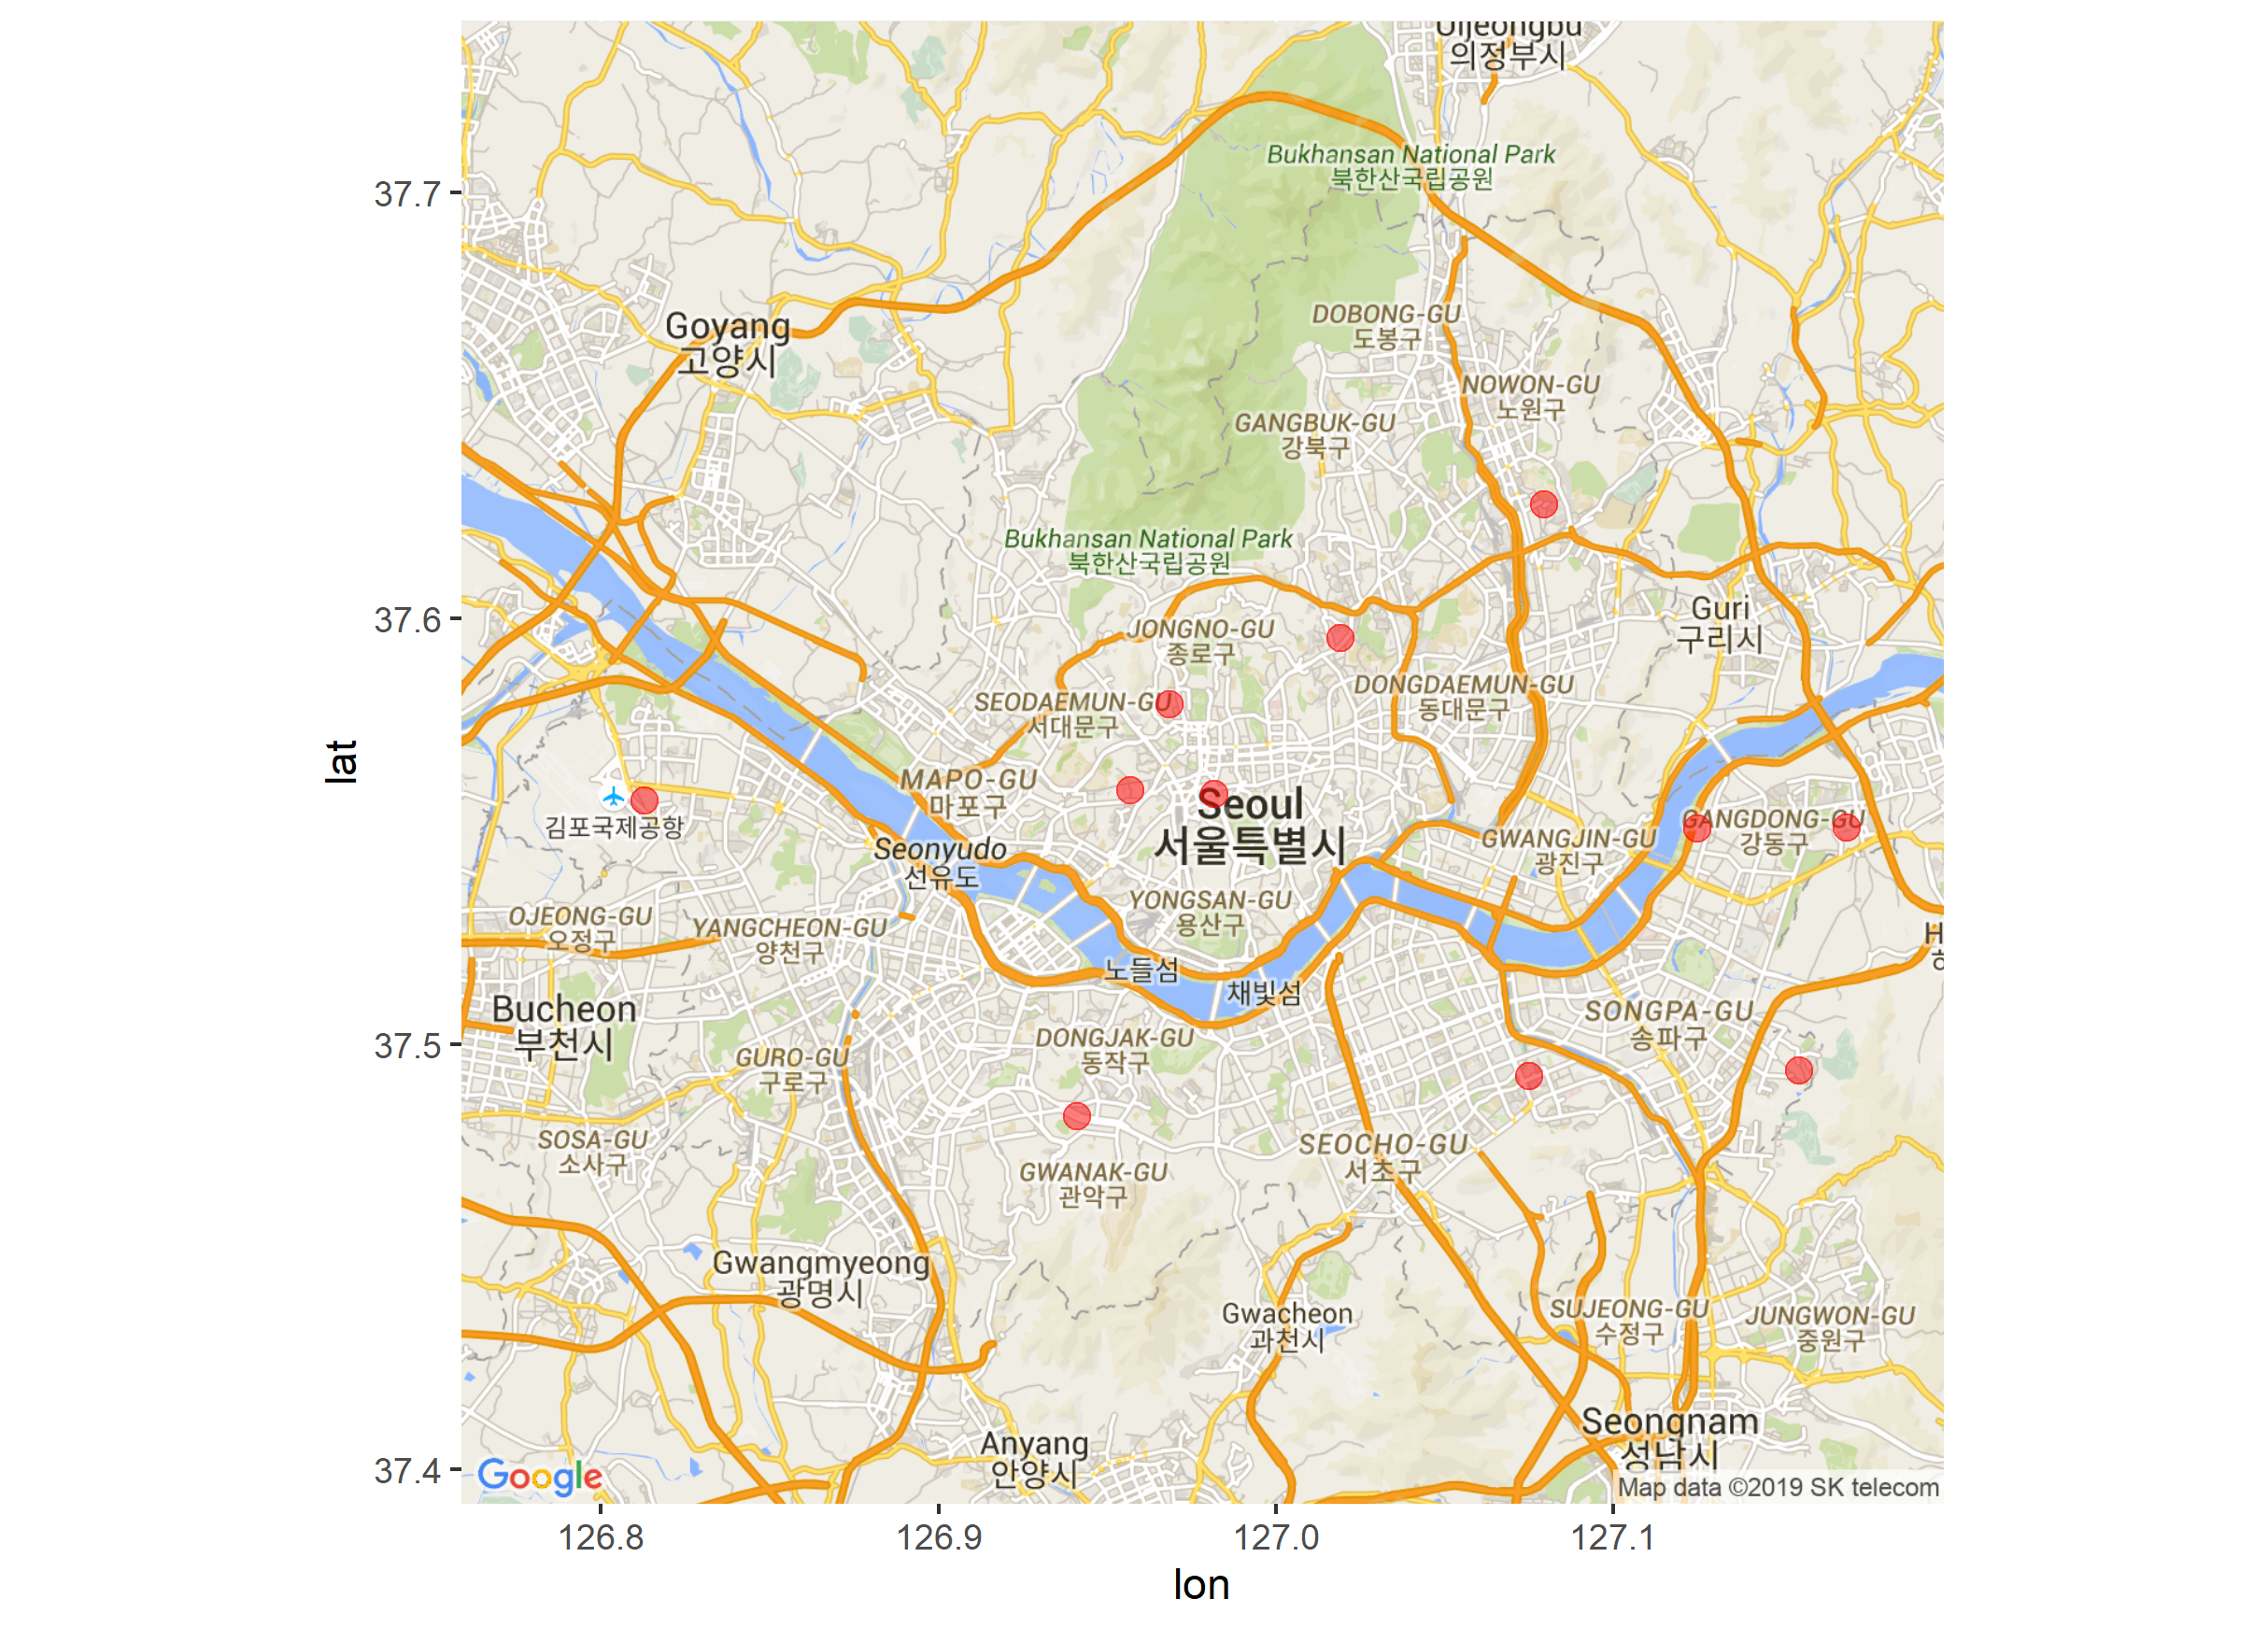 Uijeongbu
의정부시
Bukhansan National Park
북한산국립공원
37.7
DOBONG-GU
도봉구
Goyang
고양시
NOWON-GU
노원구
GANGBUK-GU
강북구
Bukhansan National Park
북한산국립공원
37.6
Guri
구리시
JONGNO-GU
종로구
SEODAEMUN-GU
서대문구
DONGDAEMUN-GU
동대문구
lat
MAPO-GU
마포구
Seoul
서울특별시
김포국제공항
GANGDONG-GU
강동구
GWANGJIN-GU
광진구
Seonyudo
선유도
YONGSAN-GU
용산구
OJEONG-GU
오정구
YANGCHEON-GU
양천구
H
노들섬
채빛섬
Bucheon
부천시
SONGPA-GU
송파구
37.5
DONGJAK-GU
동작구
GURO-GU
구로구
SOSA-GU
소사구
SEOCHO-GU
서초구
GWANAK-GU
관악구
Gwangmyeong
광명시
Gwacheon
과천시
SUJEONG-GU
수정구
JUNGWON-GU
중원구
Seongnam
성남시
Anyang
안양시
37.4
Google
Map data ©2019 SK telecom
126.8
126.9
127.0
127.1
lon